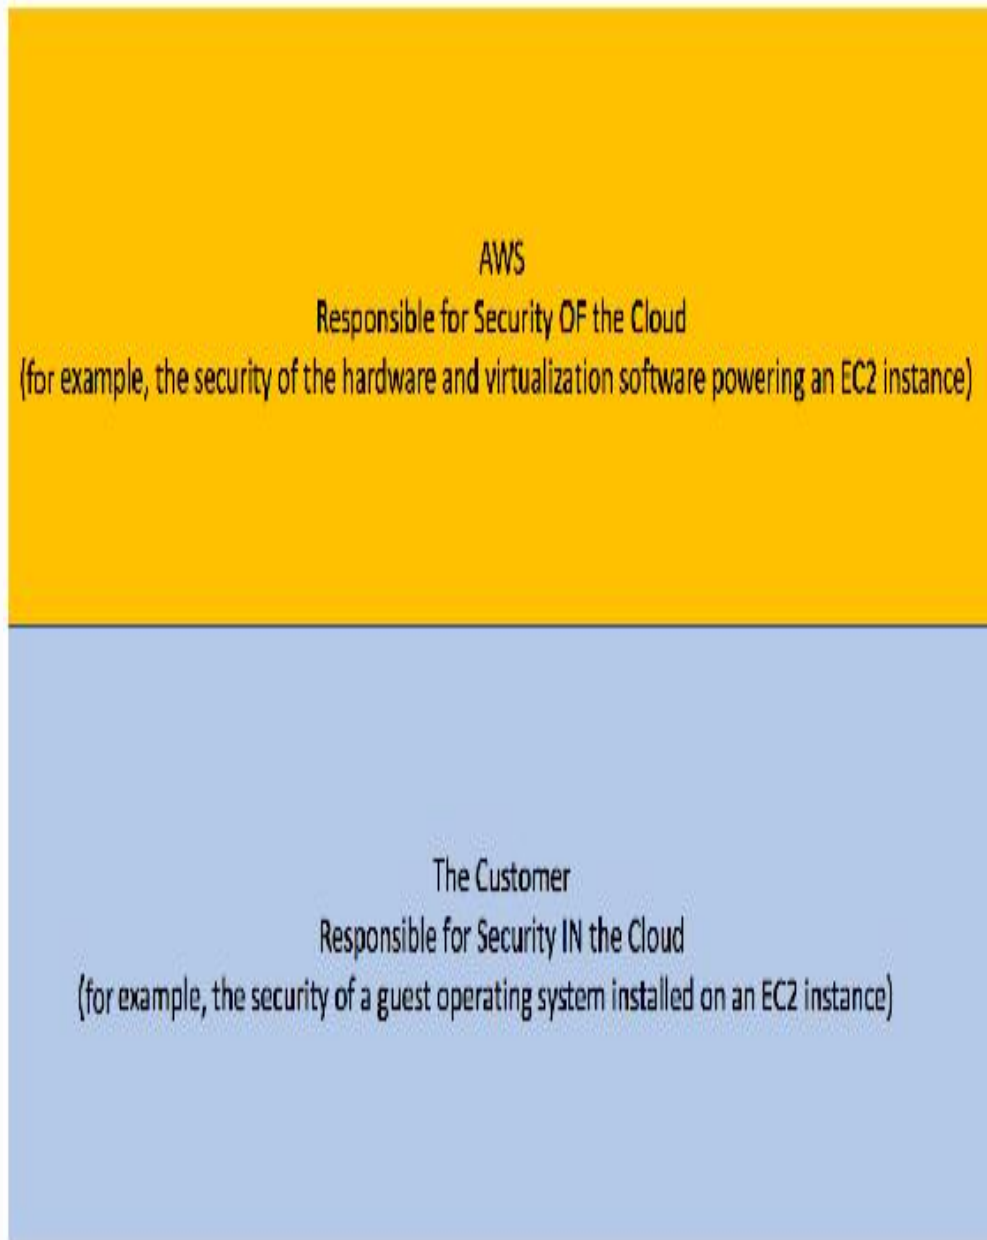 AWS
Responsible for Security OF the Cloud
(for example, the security of the hardware and virtualization software powering an EC2 instance)
The Customer
Responsible for Security IN the Cloud
(for example, the security of a guest operating system installed on an EC2 instance)